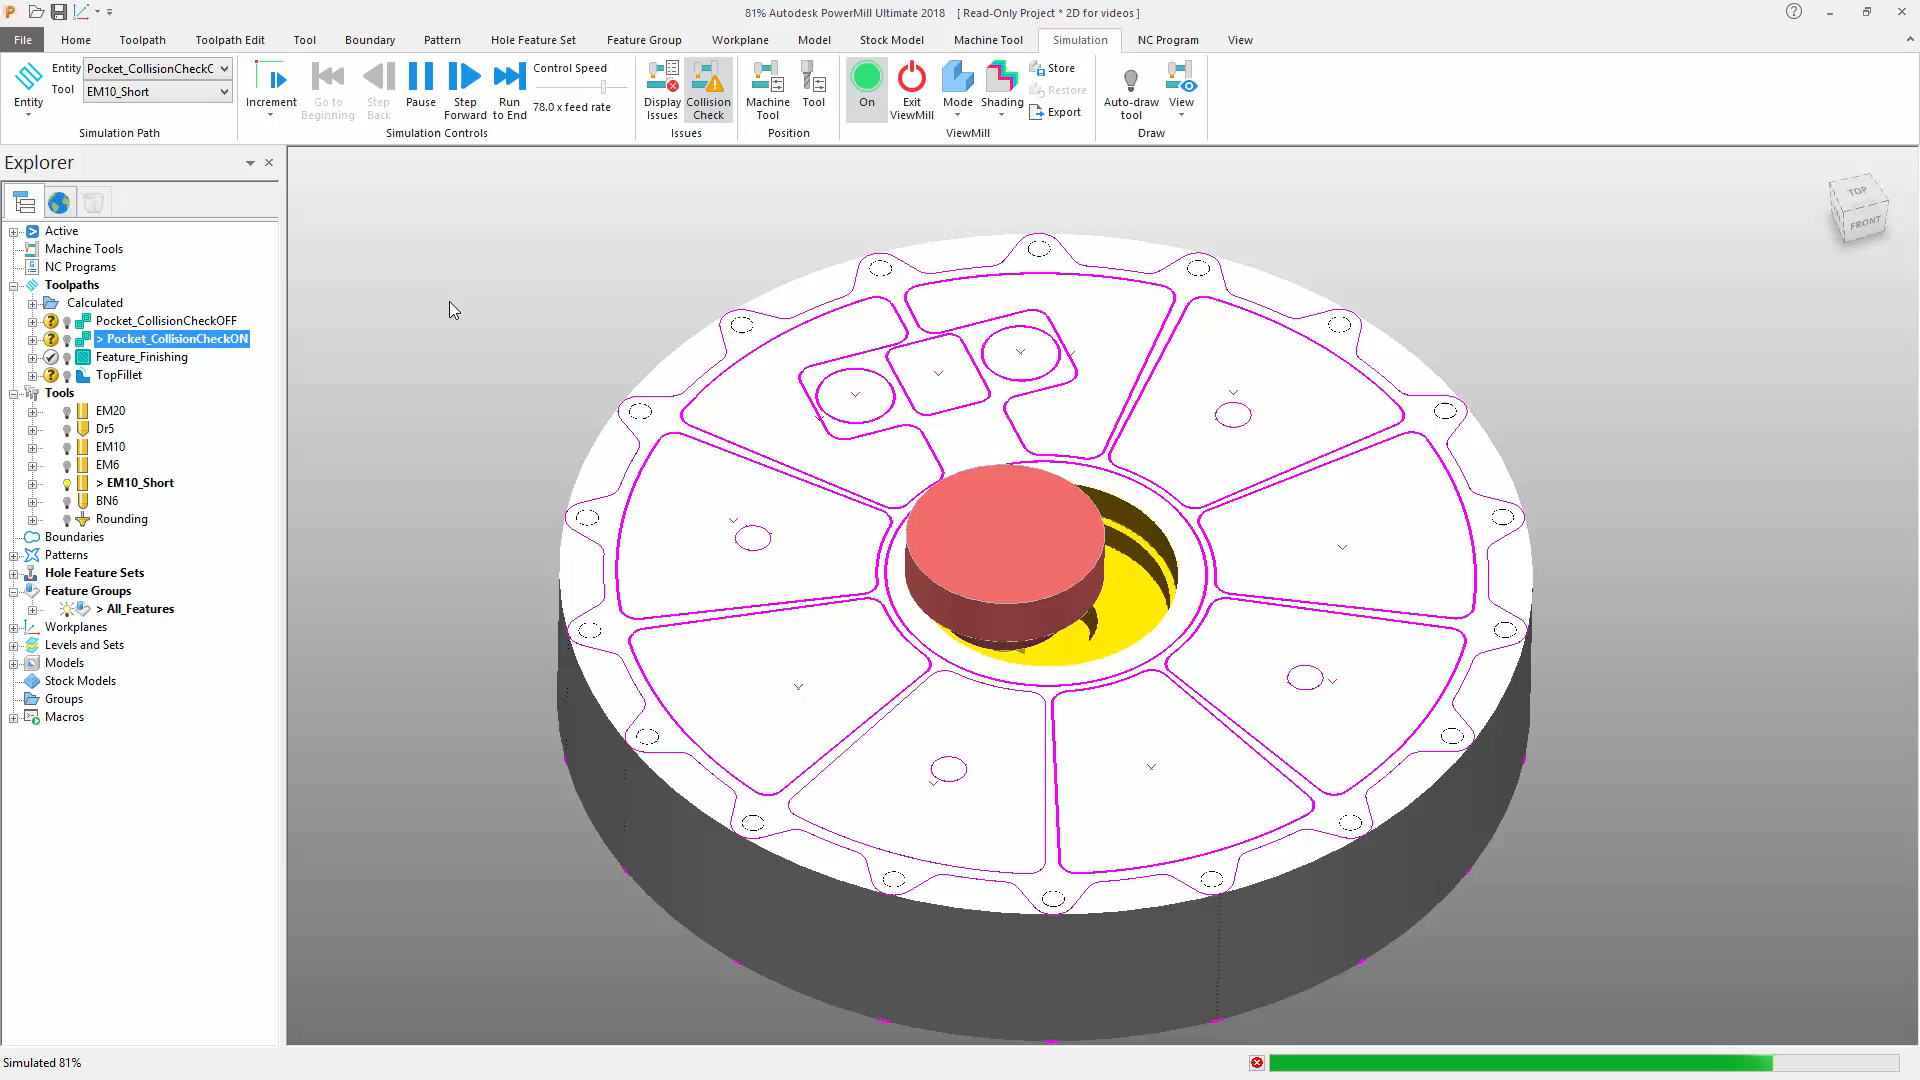 81% Autodesk PowerMill Ultimate 2018 [ Read-Only Project * 2D for videos ]
File Home Toolpath Toolpath Edit Tool Boundary Pattern Hole Feature Set Feature Group Workplane Model Stock Model Machine Tool Simulation NC Program View
Entity Pocket_CollisionCheckC
Tool EM10_Short
Entity
Simulation Path
Increment
Go to Beginning
Step Back
Pause
Step Forward
Run to End
Control Speed
78.0 x feed rate
Simulation Controls
Display Issues
Collision Check
Issues
Machine Tool
Tool
Position
On
Exit ViewMill
Mode
Shading
Store
Restore
Export
ViewMill
Auto-draw tool
View
Draw
Explorer
Active
Machine Tools
NC Programs
Toolpaths
Calculated
Pocket_CollisionCheckOFF
> Pocket_CollisionCheckON
Feature_Finishing
TopFillet
Tools
EM20
Dr5
EM10
EM6
> EM10_Short
BN6
Rounding
Boundaries
Patterns
Hole Feature Sets
Feature Groups
> All_Features
Workplanes
Levels and Sets
Models
Stock Models
Groups
Macros
TOP
FRONT
Simulated 81%